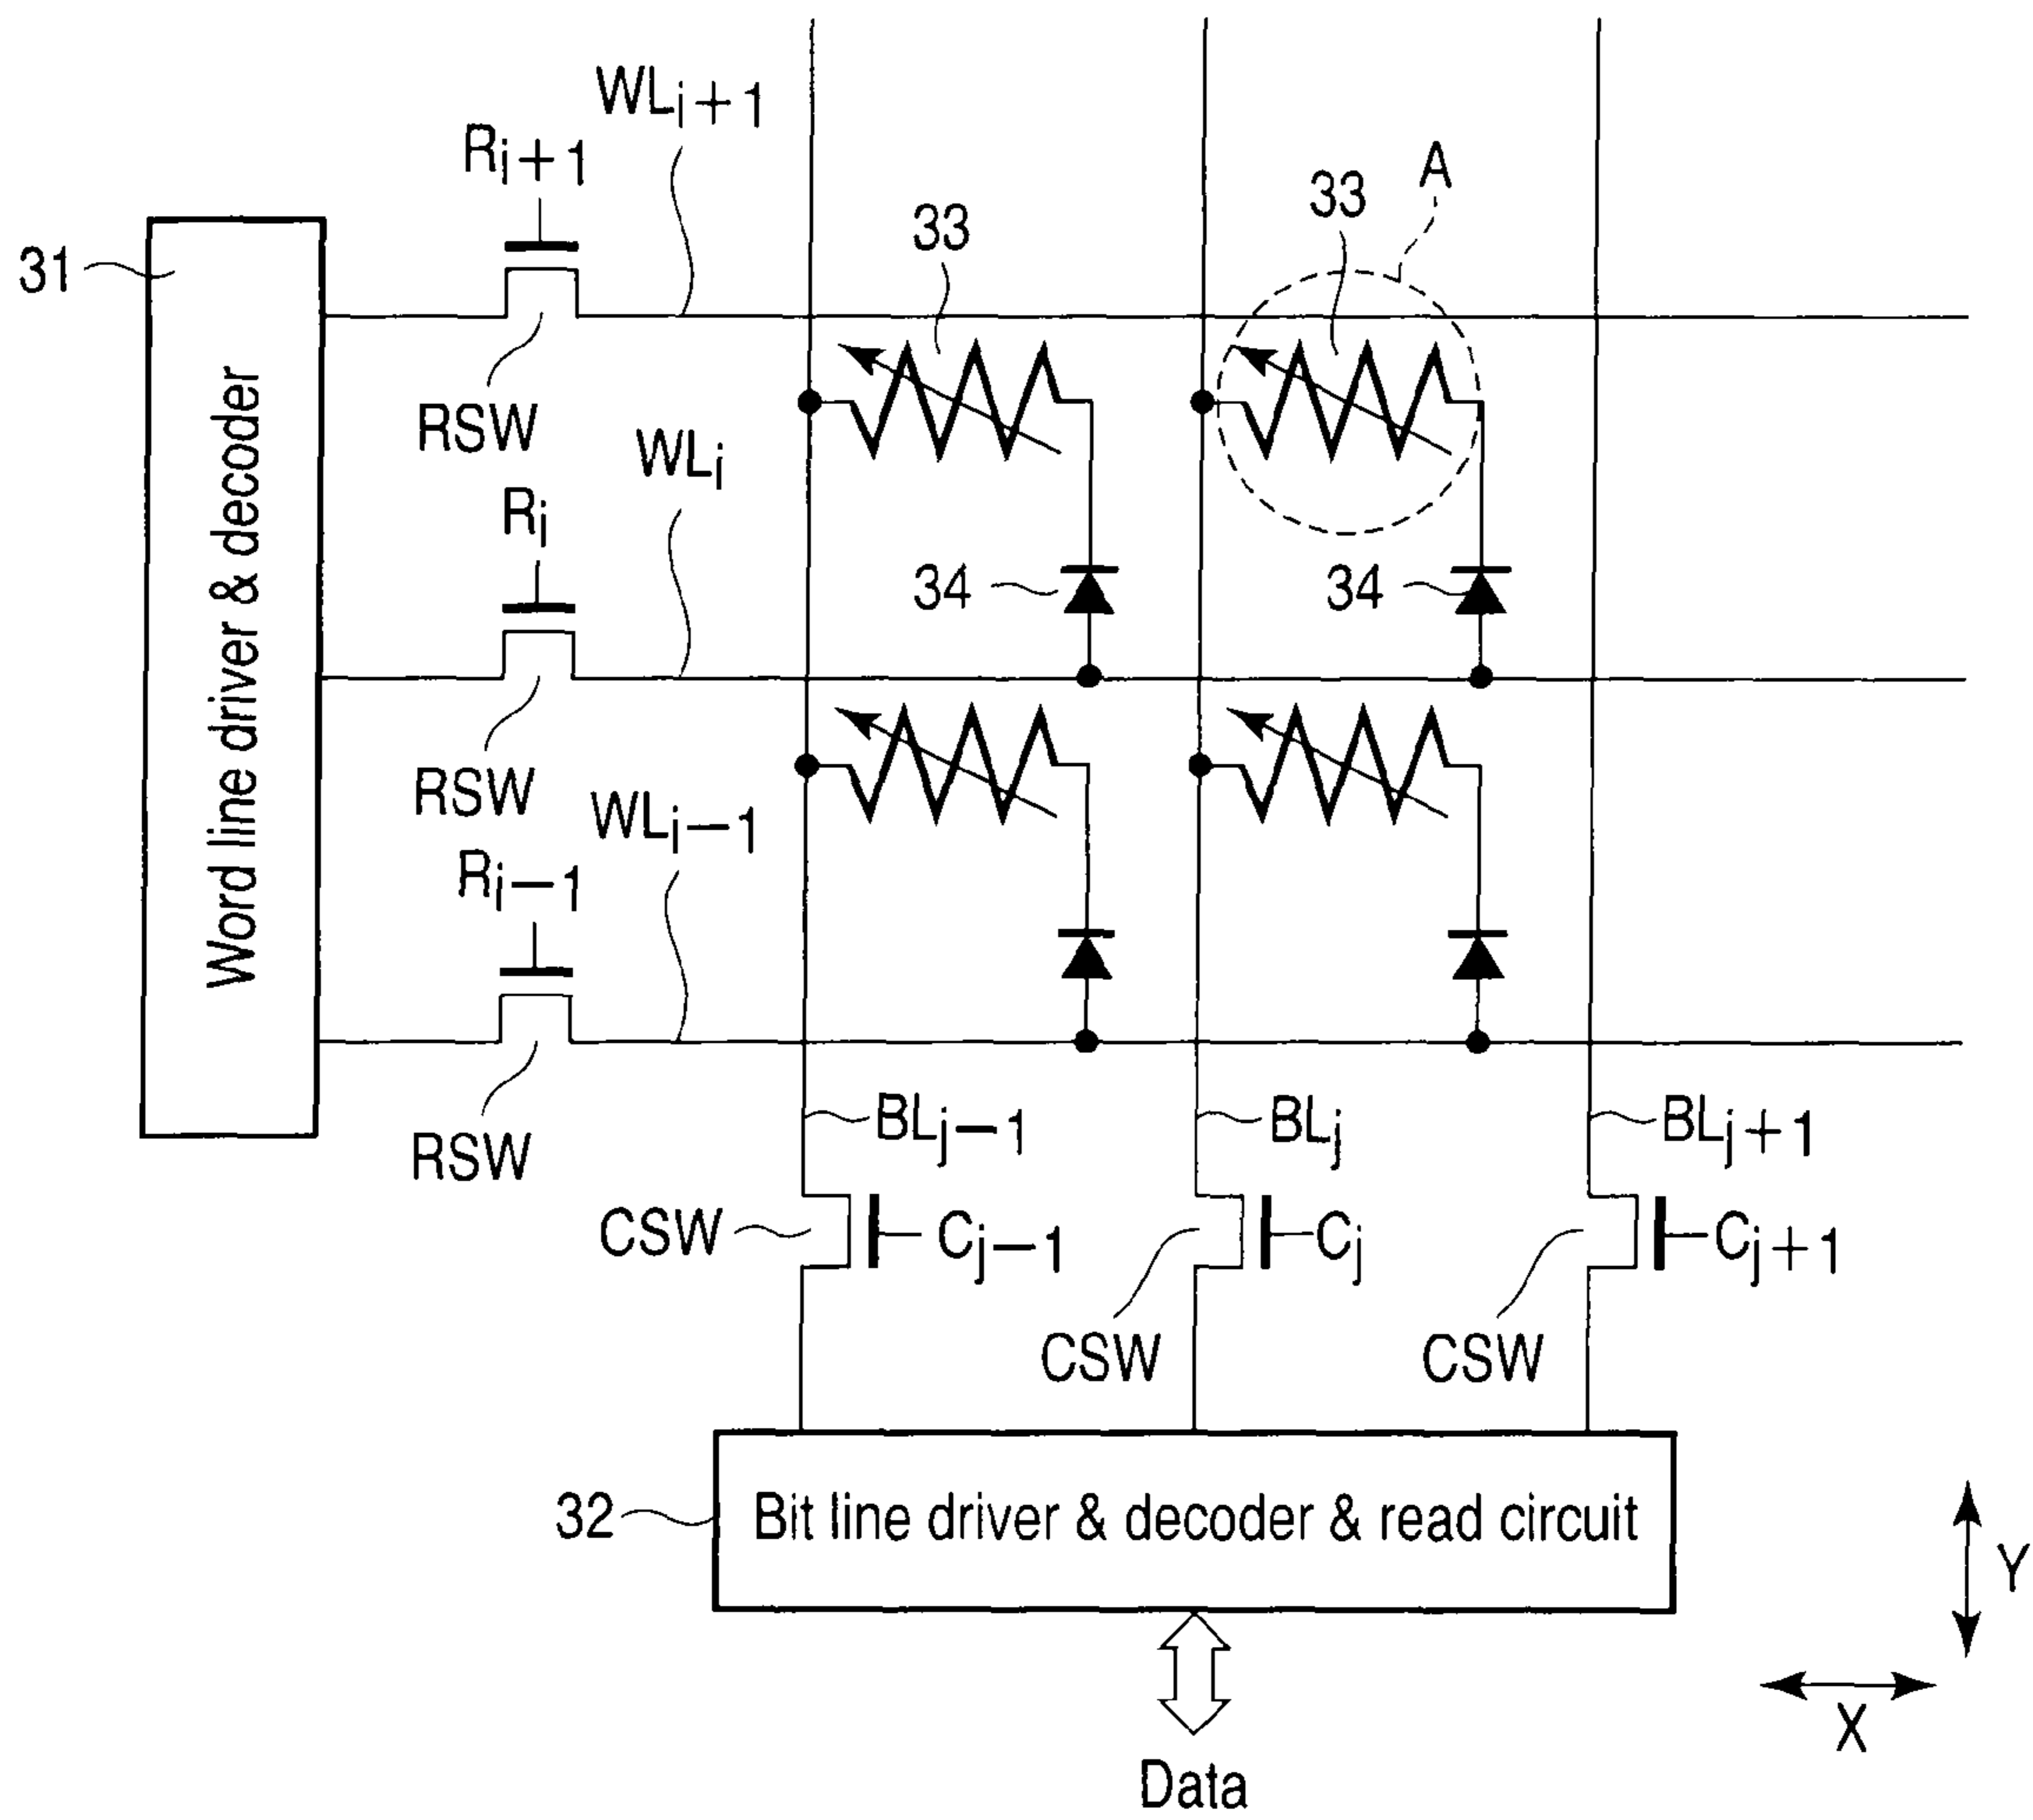 WLi+1
Ri+1
A
33
33
31
RSW
WLi
Ri
34
34
Word line driver & decoder
RSW
WLi−1
Ri−1
RSW
BLj−1
BLj
BLj+1
CSW
Cj−1
Cj
Cj+1
CSW
CSW
32
Bit line driver & decoder & read circuit
Y
X
Data